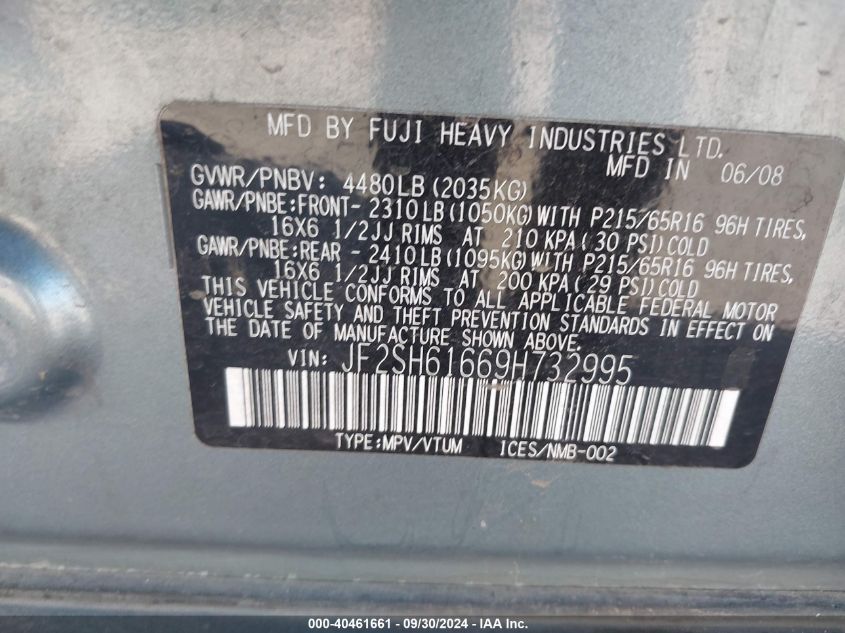 MFD BY FUJI HEAVY INDUSTRIES LTD.
MFD IN 06/08
GVWR/PNBV: 4480LB(2035KG)
GAWR/PNBE:FRONT- 2310LB(1050KG)WITH P215/65R16 96H TIRES,
16X6 1/2JJ RIMS AT 210 KPA(30 PSI)COLD
GAWR/PNBE:REAR - 2410LB(1095KG)WITH P215/65R16 96H TIRES,
16X6 1/2JJ RIMS AT 200 KPA(29 PSI)COLD
THIS VEHICLE CONFORMS TO ALL APPLICABLE FEDERAL MOTOR
VEHICLE SAFETY AND THEFT PREVENTION STANDARDS IN EFFECT ON
THE DATE OF MANUFACTURE SHOWN ABOVE.
VIN: JF2SH61669H732995
TYPE:MPV/VTUM ICES/NMB-002
000-40461661 - 09/30/2024 - IAA Inc.